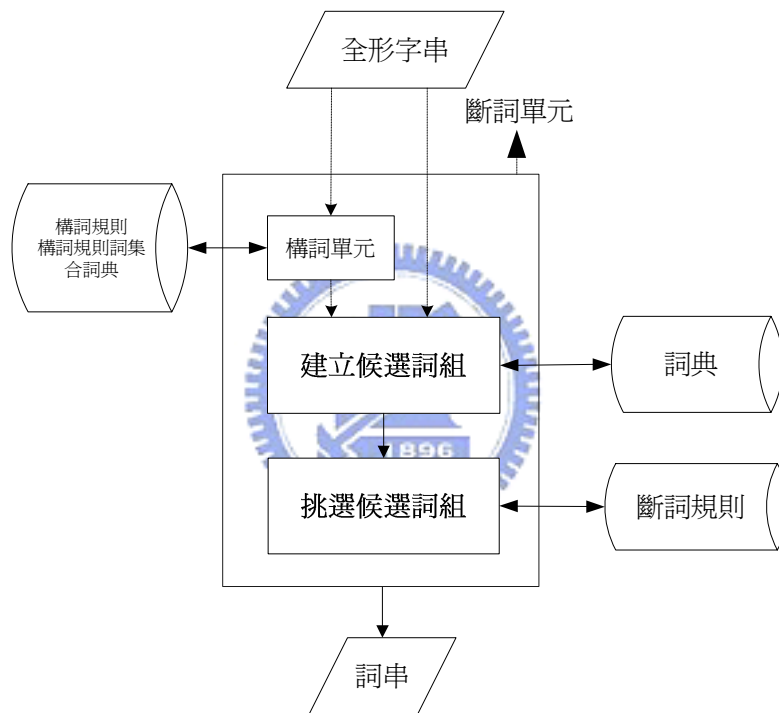 全形字串
斷詞單元
構詞規則
構詞規則詞集
合詞典
構詞單元
建立候選詞組
詞典
1896
挑選候選詞組
斷詞規則
詞串